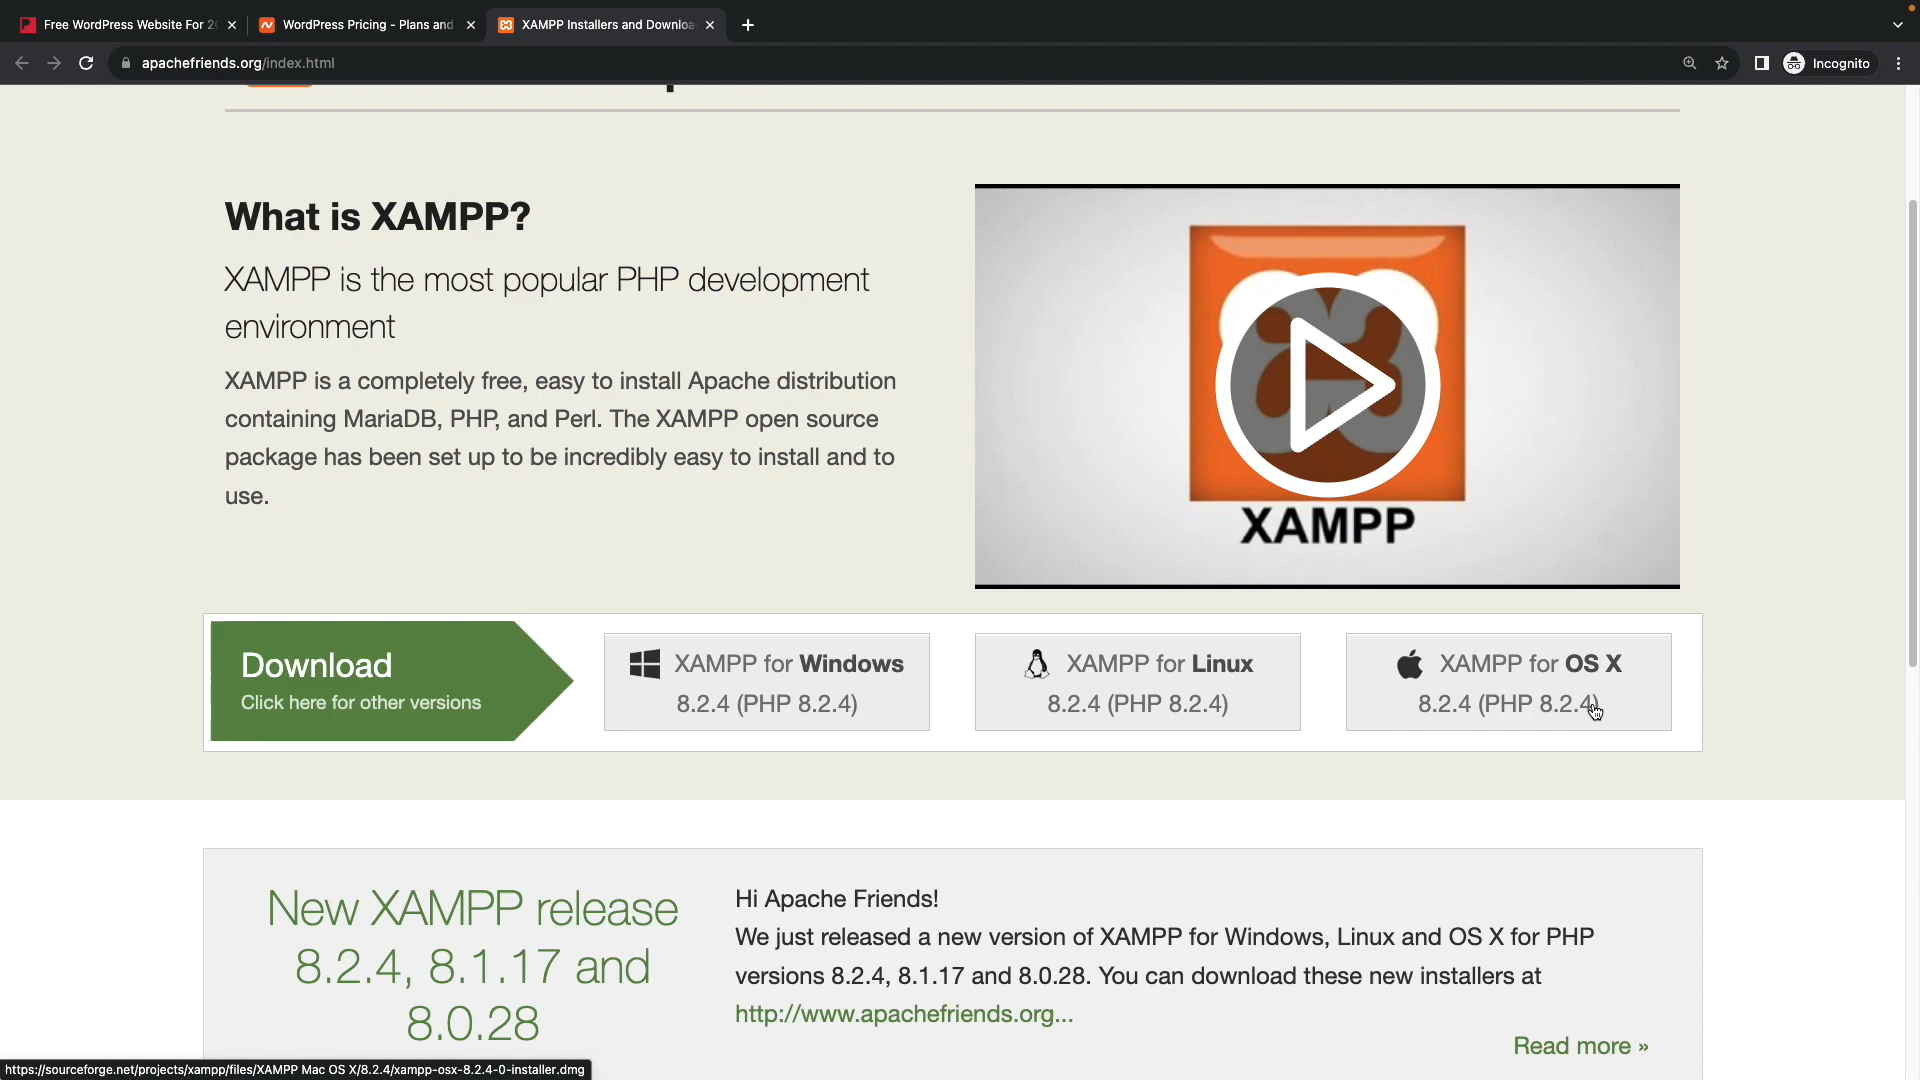 Free WordPress Website For 20
WordPress Pricing - Plans and
XAMPP Installers and Downloa
apachefriends.org/index.html
Incognito
What is XAMPP?
XAMPP is the most popular PHP development
environment
XAMPP is a completely free, easy to install Apache distribution
containing MariaDB, PHP, and Perl. The XAMPP open source
package has been set up to be incredibly easy to install and to
use.
XAMPP
Download
Click here for other versions
XAMPP for Windows
8.2.4 (PHP 8.2.4)
XAMPP for Linux
8.2.4 (PHP 8.2.4)
XAMPP for OS X
8.2.4 (PHP 8.2.4)
New XAMPP release
8.2.4, 8.1.17 and
8.0.28
Hi Apache Friends!
We just released a new version of XAMPP for Windows, Linux and OS X for PHP
versions 8.2.4, 8.1.17 and 8.0.28. You can download these new installers at
http://www.apachefriends.org...
Read more »
https://sourceforge.net/projects/xampp/files/XAMPP Mac OS X/8.2.4/xampp-osx-8.2.4-0-installer.dmg